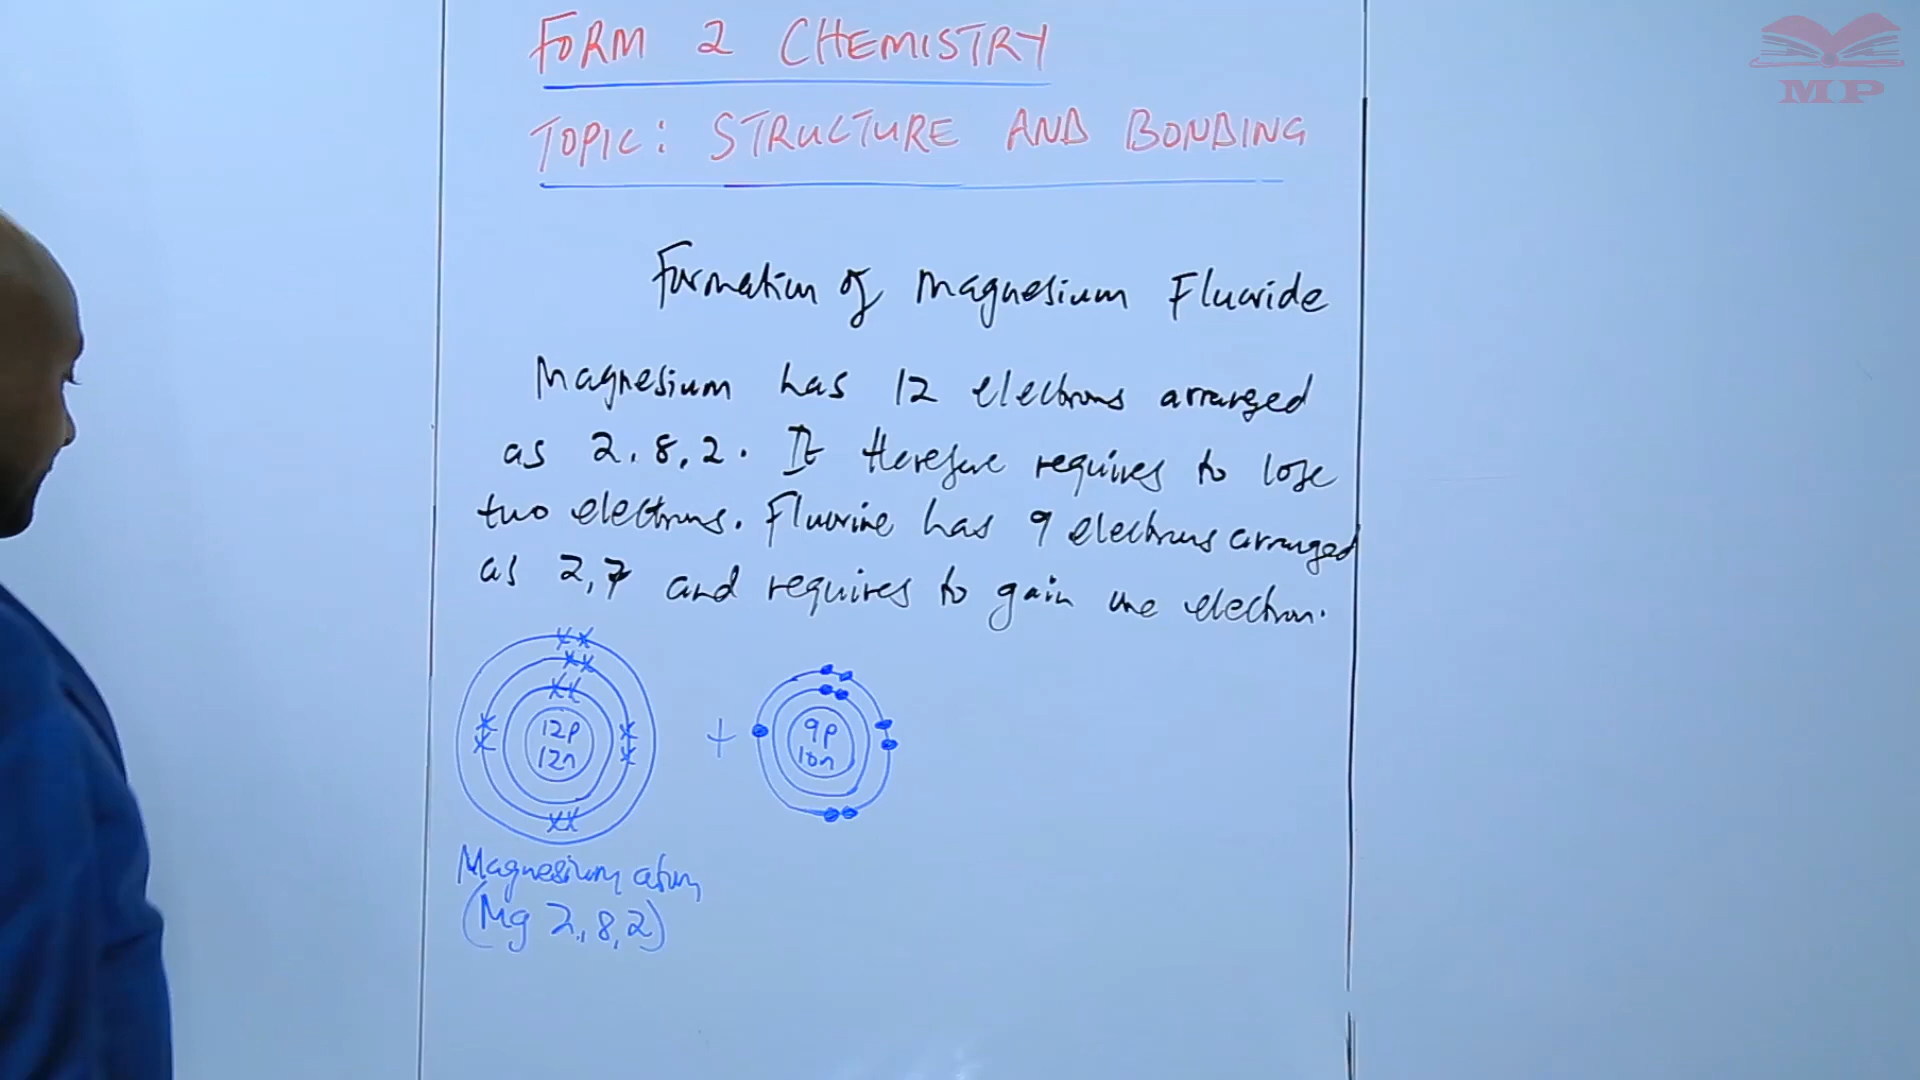 FORM 2 CHEMISTRY
MP
TOPIC: STRUCTURE AND BONDING
Formation of Magnesium Fluoride
Magnesium has 12 electrons arranged
as 2,8,2. It therefore requires to lose
two electrons. Fluorine has 9 electrons arranged
as 2,7 and requires to gain one electron.
12p
12n
+
9p
10n
Magnesium atom
(Mg 2,8,2)